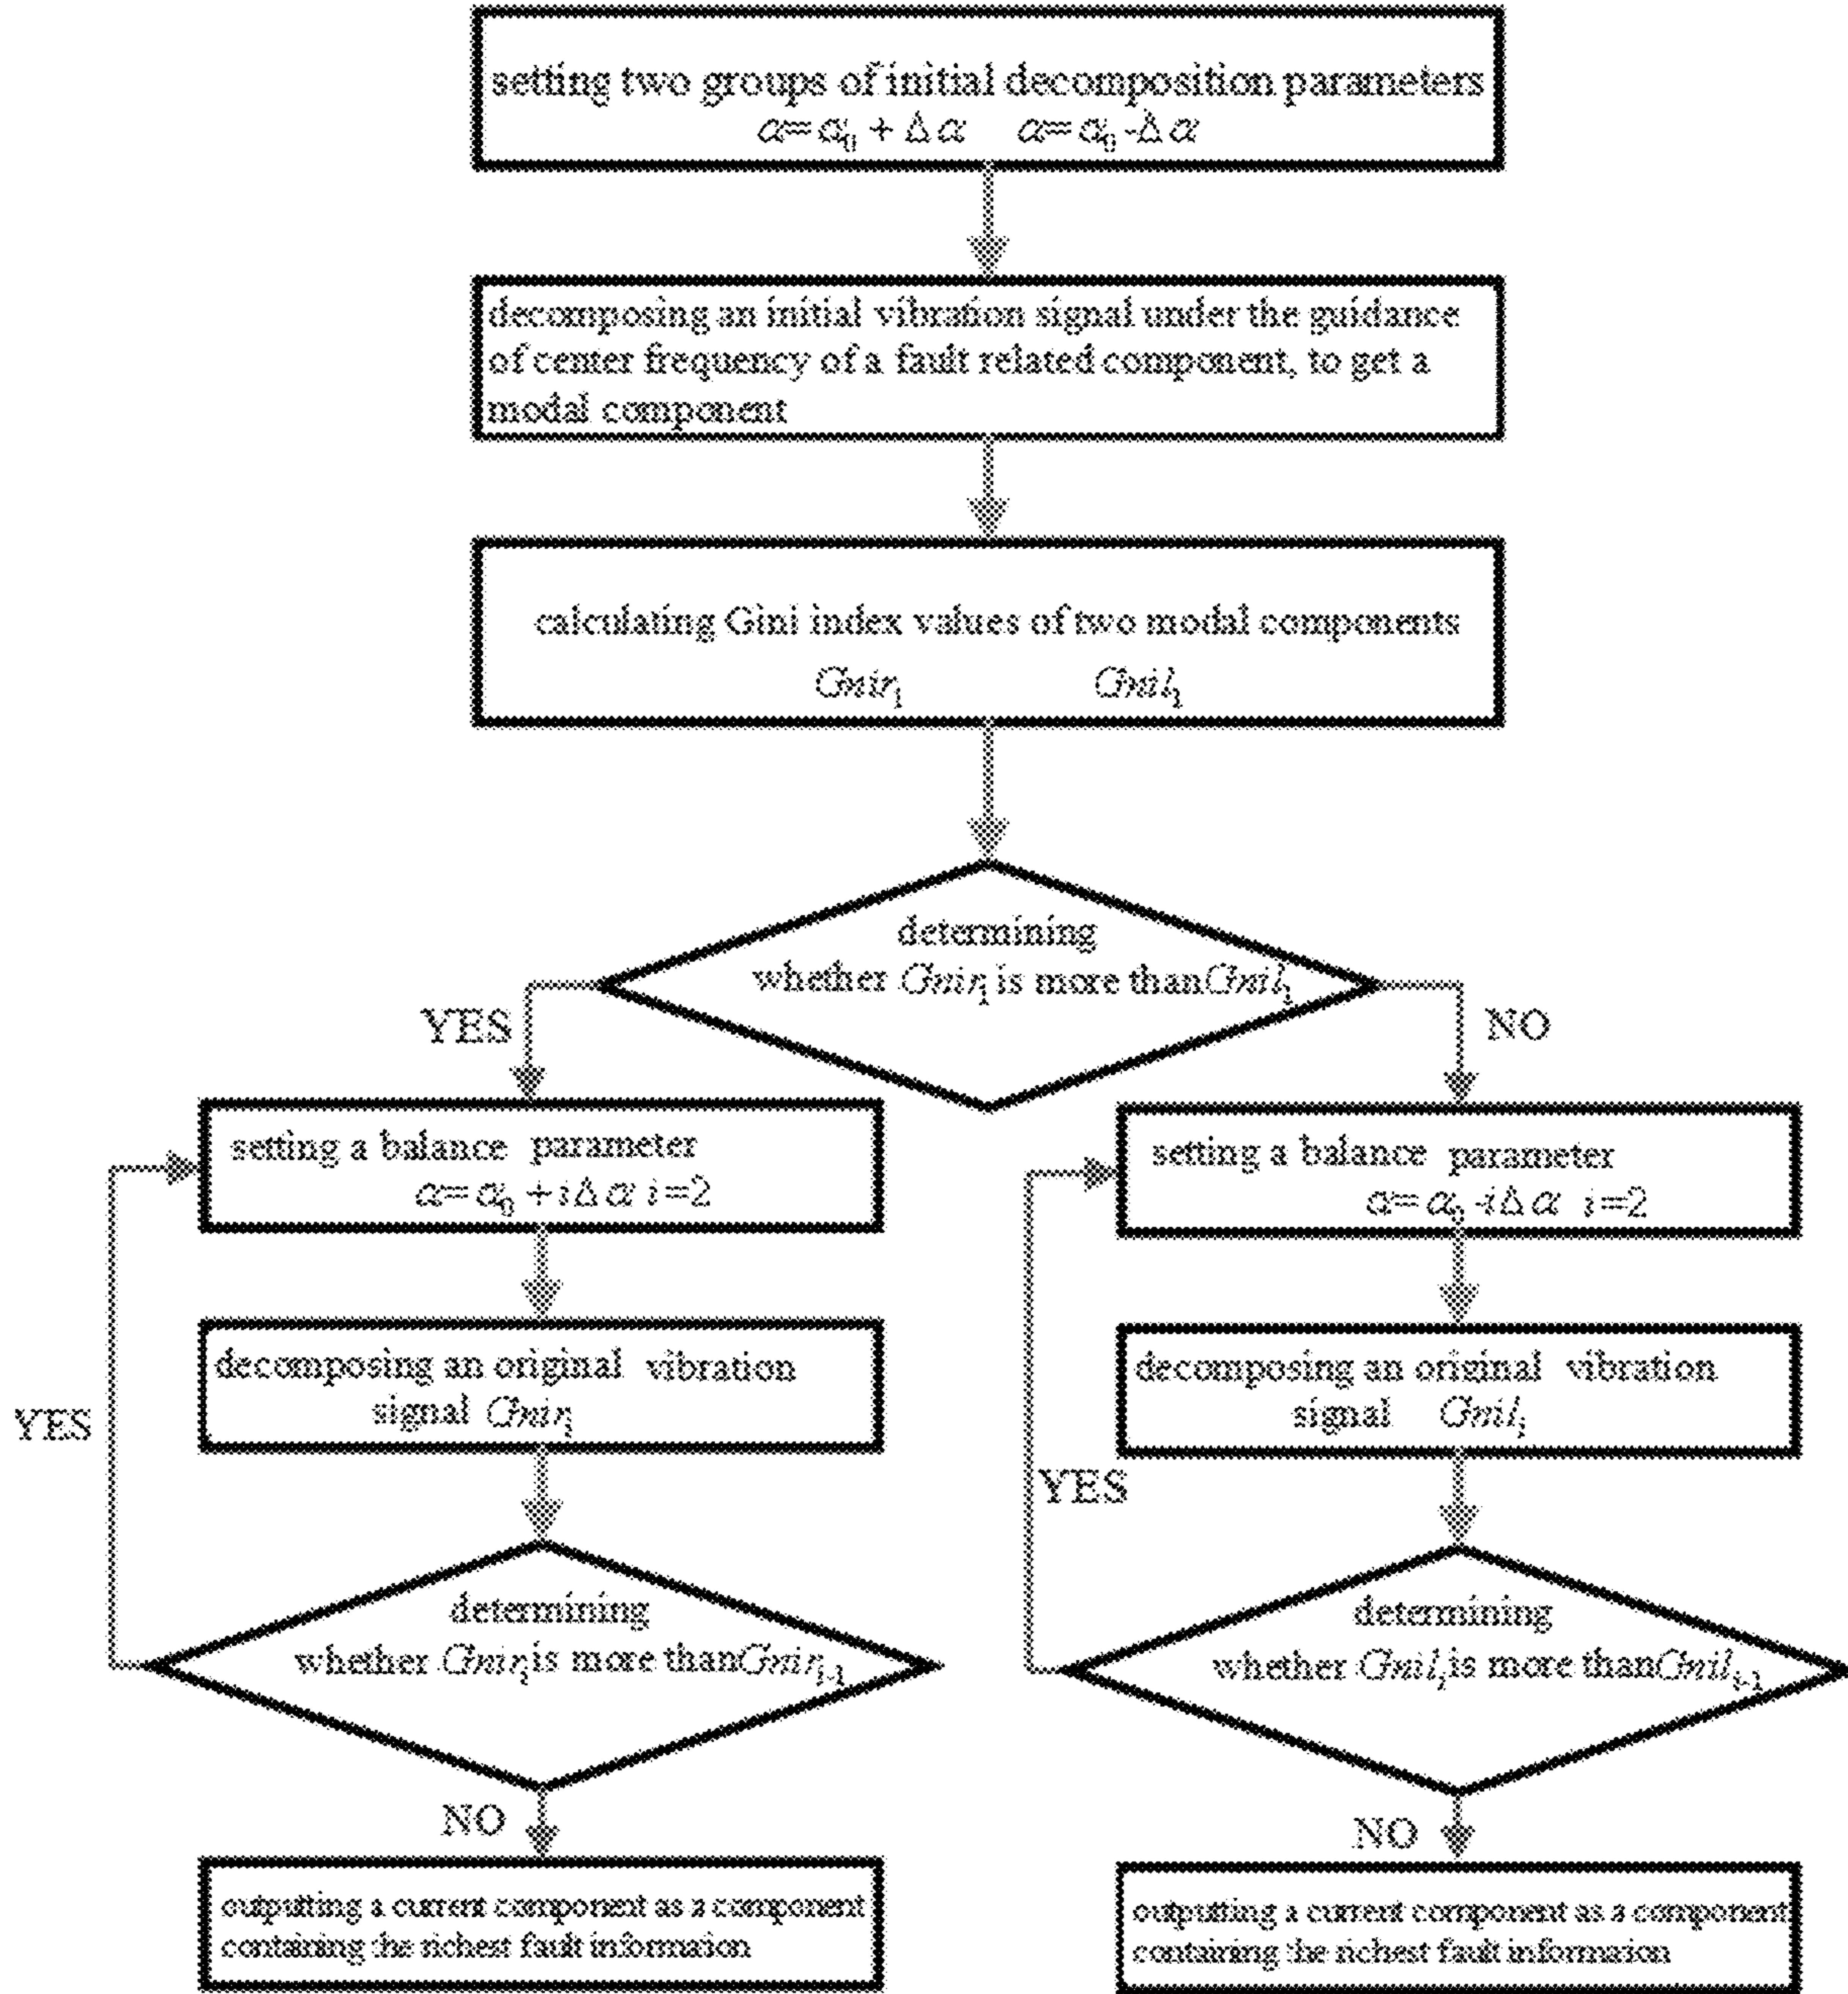 setting two groups of initial decomposition parameters
α=α₀ + Δα α=α₀ -Δα
decomposing an initial vibration signal under the guidance
of center frequency of a fault related component, to get a
modal component
calculating Gini index values of two modal components
Gnir₁ Gnil₁
determining
whether Gnir₁ is more than Gnil₁
YES
NO
setting a balance parameter
α=α₀ +iΔα i=2
decomposing an original vibration
signal Gnirᵢ
YES
determining
whether Gnirᵢ is more than Gnirᵢ₋₁
NO
outputting a current component as a component
containing the richest fault information
setting a balance parameter
α=α -iΔα i=2
decomposing an original vibration
signal Gnilᵢ
YES
determining
whether Gnilᵢ is more than Gnilᵢ₋₁
NO
outputting a current component as a component
containing the richest fault information